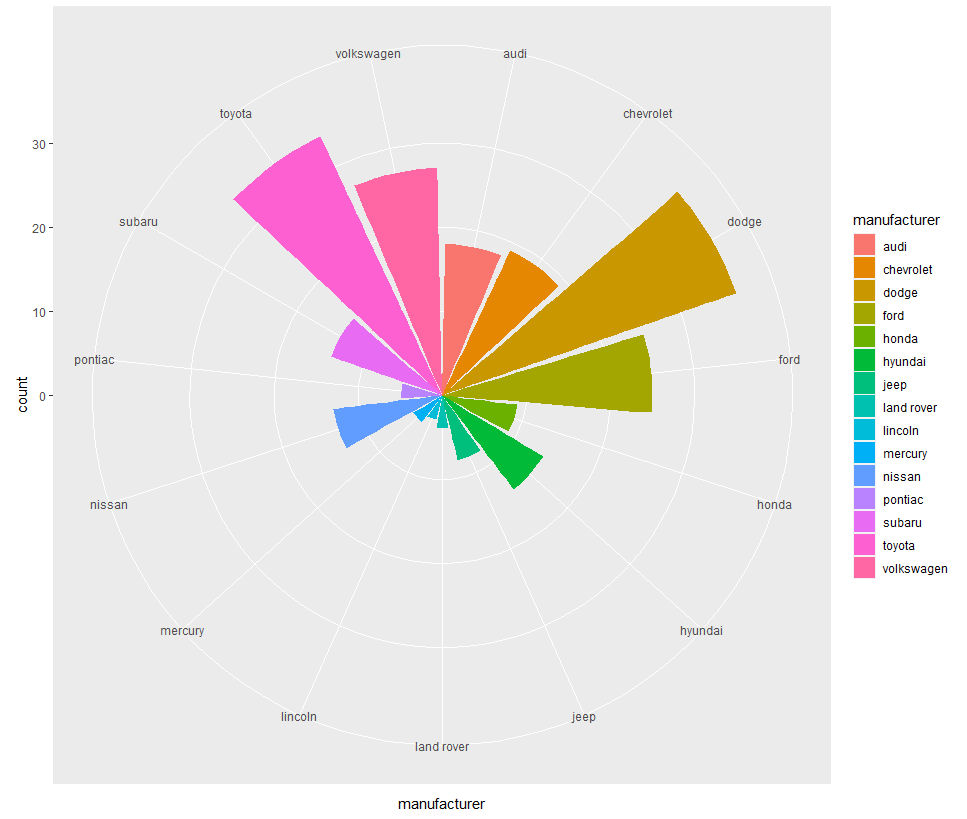 volkswagen
audi
toyota
chevrolet
subaru
dodge
pontiac
ford
nissan
honda
mercury
hyundai
lincoln
jeep
land rover
30
20
10
0
count
manufacturer
manufacturer
audi
chevrolet
dodge
ford
honda
hyundai
jeep
land rover
lincoln
mercury
nissan
pontiac
subaru
toyota
volkswagen